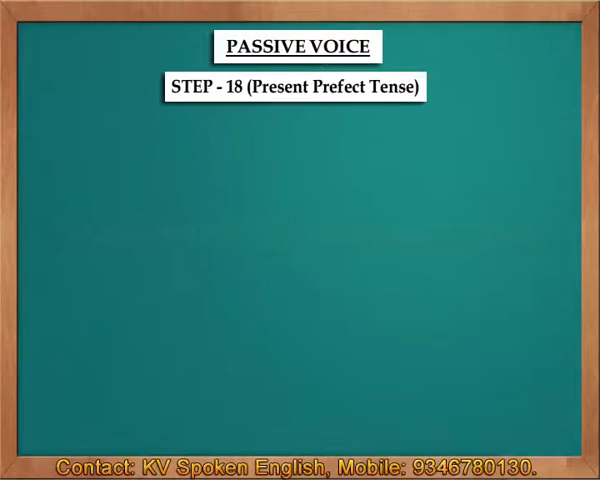 PASSIVE VOICE
STEP - 18 (Present Prefect Tense)
Contact: KV Spoken English, Mobile: 9346780130.